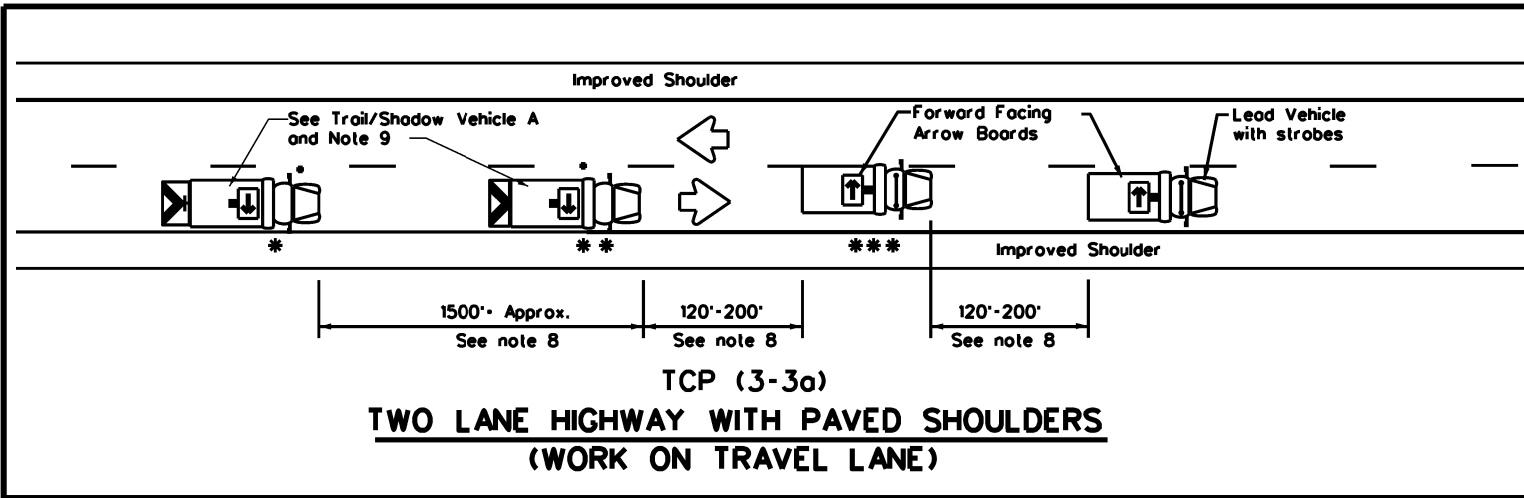 Improved Shoulder
See Trail/Shadow Vehicle A
and Note 9
Forward Facing
Arrow Boards
Lead Vehicle
with strobes
*
* *
***
Improved Shoulder
1500'+ Approx.
See note 8
120'-200'
See note 8
120'-200'
See note 8
TCP (3-3a)
TWO LANE HIGHWAY WITH PAVED SHOULDERS
(WORK ON TRAVEL LANE)